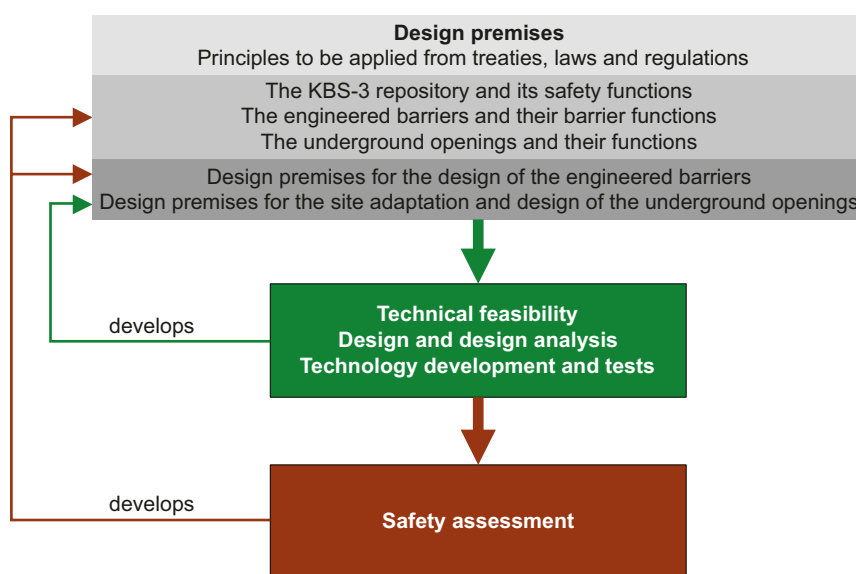 Design premises
Principles to be applied from treaties, laws and regulations
The KBS-3 repository and its safety functions
The engineered barriers and their barrier functions
The underground openings and their functions
Design premises for the design of the engineered barriers
Design premises for the site adaptation and design of the underground openings
Technical feasibility
Design and design analysis
Technology development and tests
develops
Safety assessment
develops